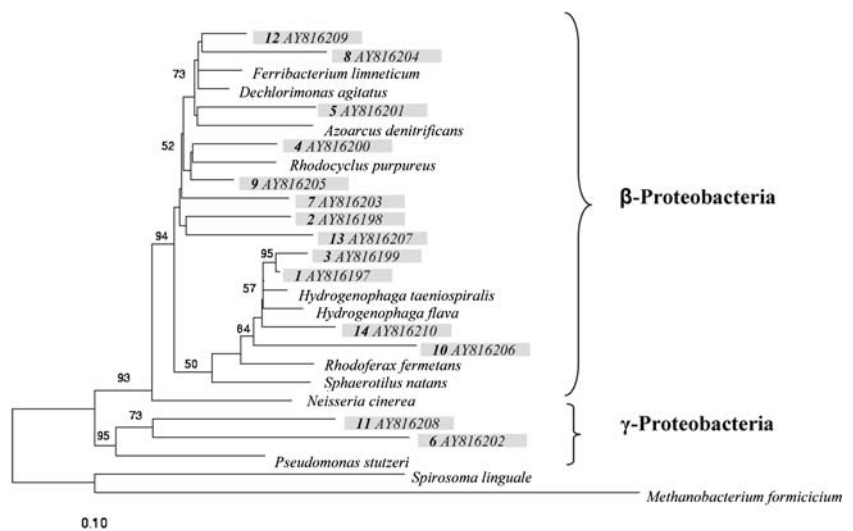 12 AY816209
8 AY816204
73
Ferribacterium limneticum
Dechlorimonas agitatus
5 AY816201
Azoarcus denitrificans
52
4 AY816200
Rhodocyclus purpureus
9 AY816205
7 AY816203
β-Proteobacteria
2 AY816198
13 AY816207
94
95
3 AY816199
1 AY816197
57
Hydrogenophaga taeniospiralis
Hydrogenophaga flava
84
14 AY816210
10 AY816206
50
Rhodoferax fermetans
Sphaerotilus natans
93
Neisseria cinerea
73
11 AY816208
γ-Proteobacteria
95
6 AY816202
Pseudomonas stutzeri
Spirosoma linguale
Methanobacterium formicicium
0.10